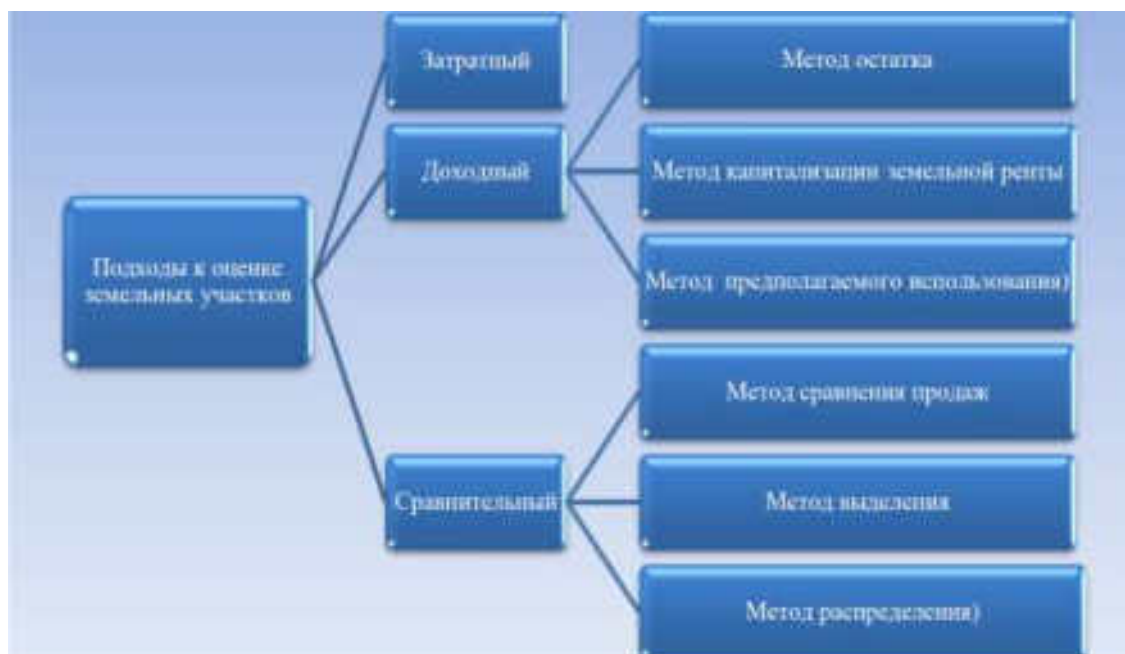 Затратный
Метод остатка
Доходный
Метод капитализации земельной ренты
Подходы к оценке
земельных участков
Метод предполагаемого использования)
Метод сравнения продаж
Сравнительный
Метод выделения
Метод распределения)